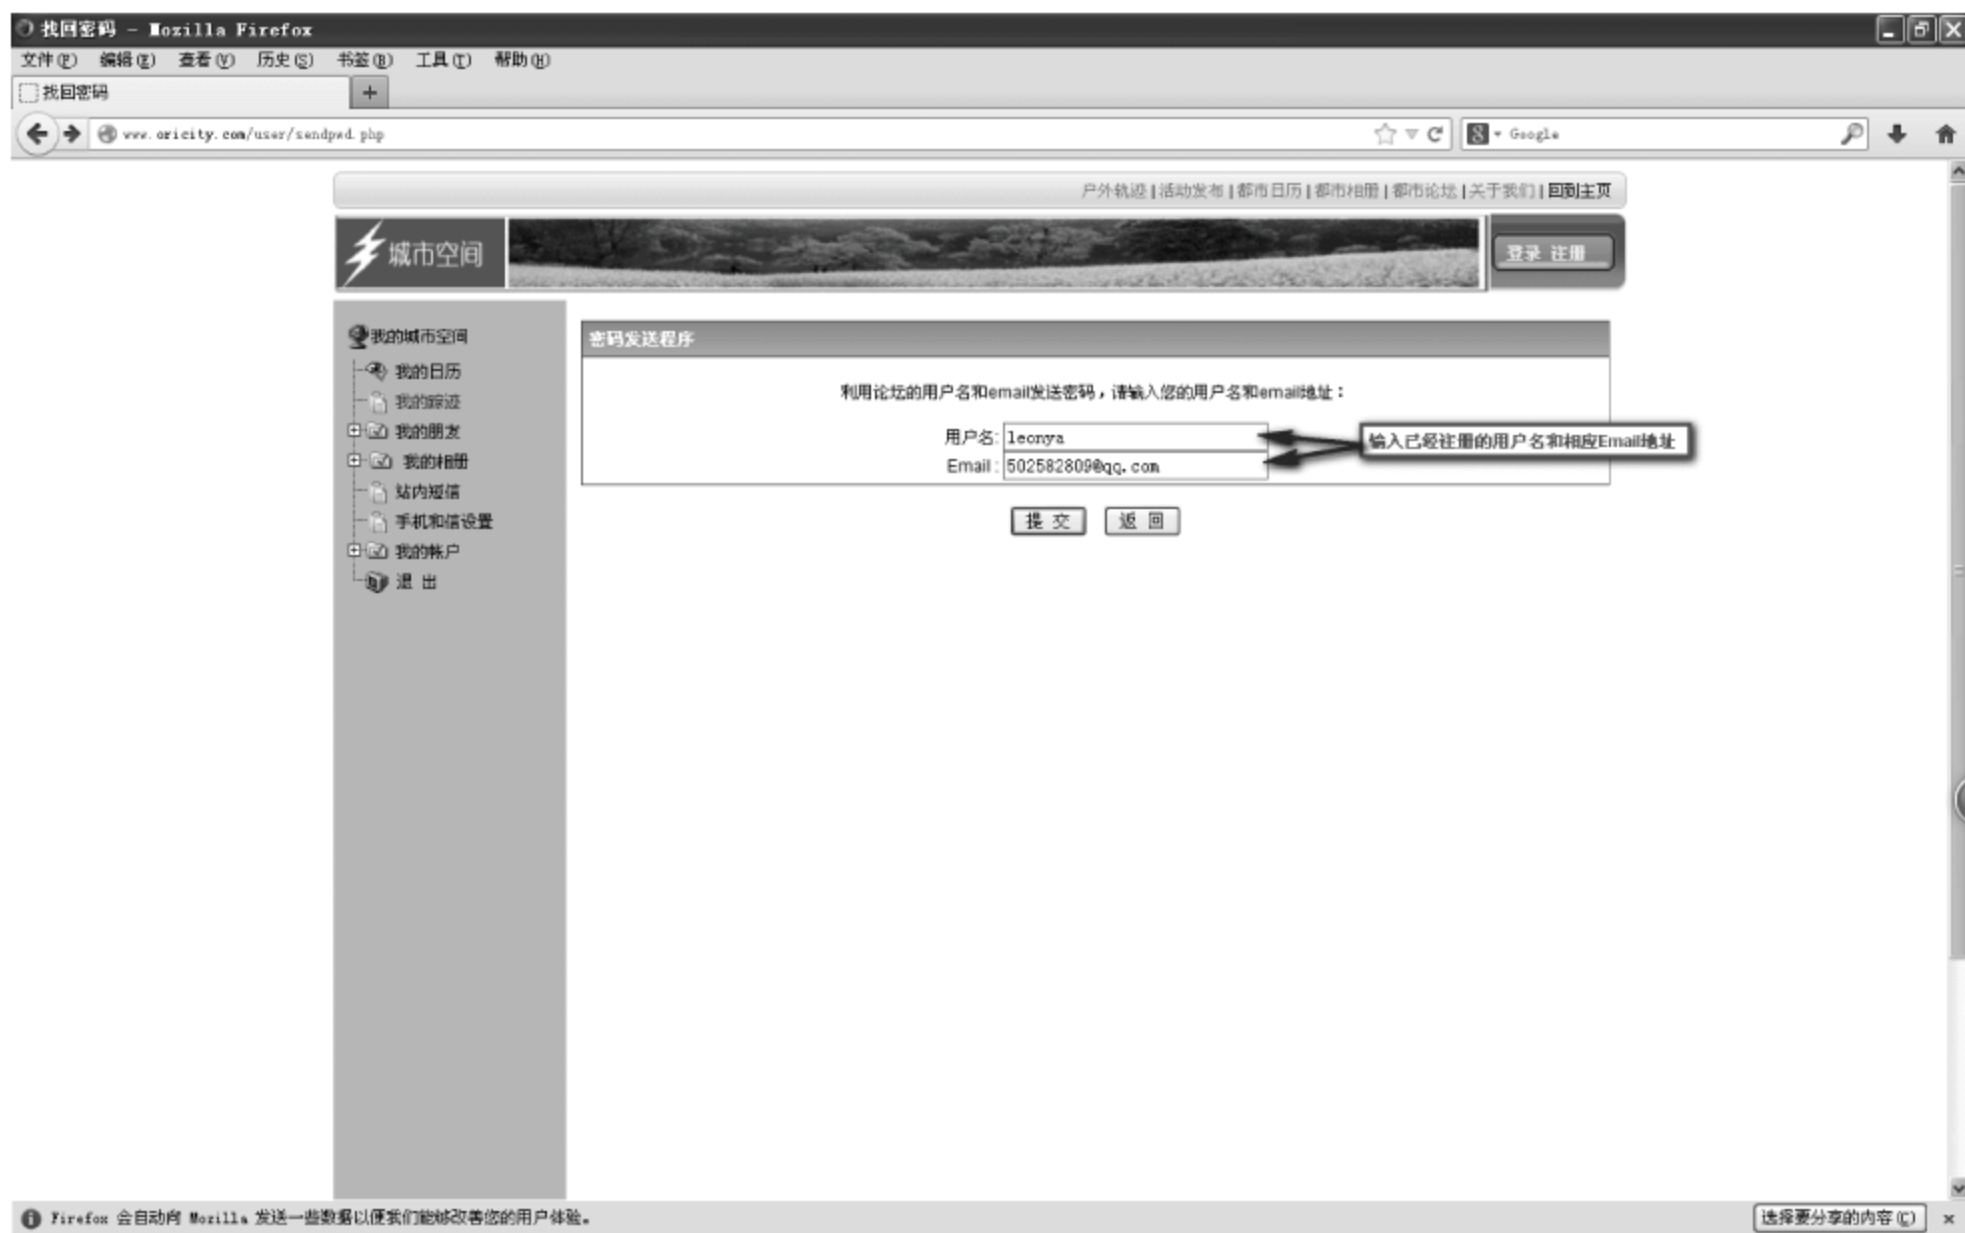 找回密码 - Mozilla Firefox
文件(F) 编辑(E) 查看(V) 历史(S) 书签(B) 工具(T) 帮助(H)
找回密码
www.oricity.com/user/sendpwd.php
Google
户外轨迹|活动发布|都市日历|都市相册|都市论坛|关于我们|回到主页
城市空间
登录 注册
我的城市空间
我的日历
我的踪迹
我的朋友
我的相册
站内短信
手机和信设置
我的帐户
退 出
密码发送程序
利用论坛的用户名和email发送密码，请输入您的用户名和email地址：
用户名: leonya
Email: 502582809@qq.com
输入已经注册的用户名和相应Email地址
提 交 返 回
Firefox 会自动向 Mozilla 发送一些数据以便我们能够改善您的用户体验。
选择要分享的内容(C)